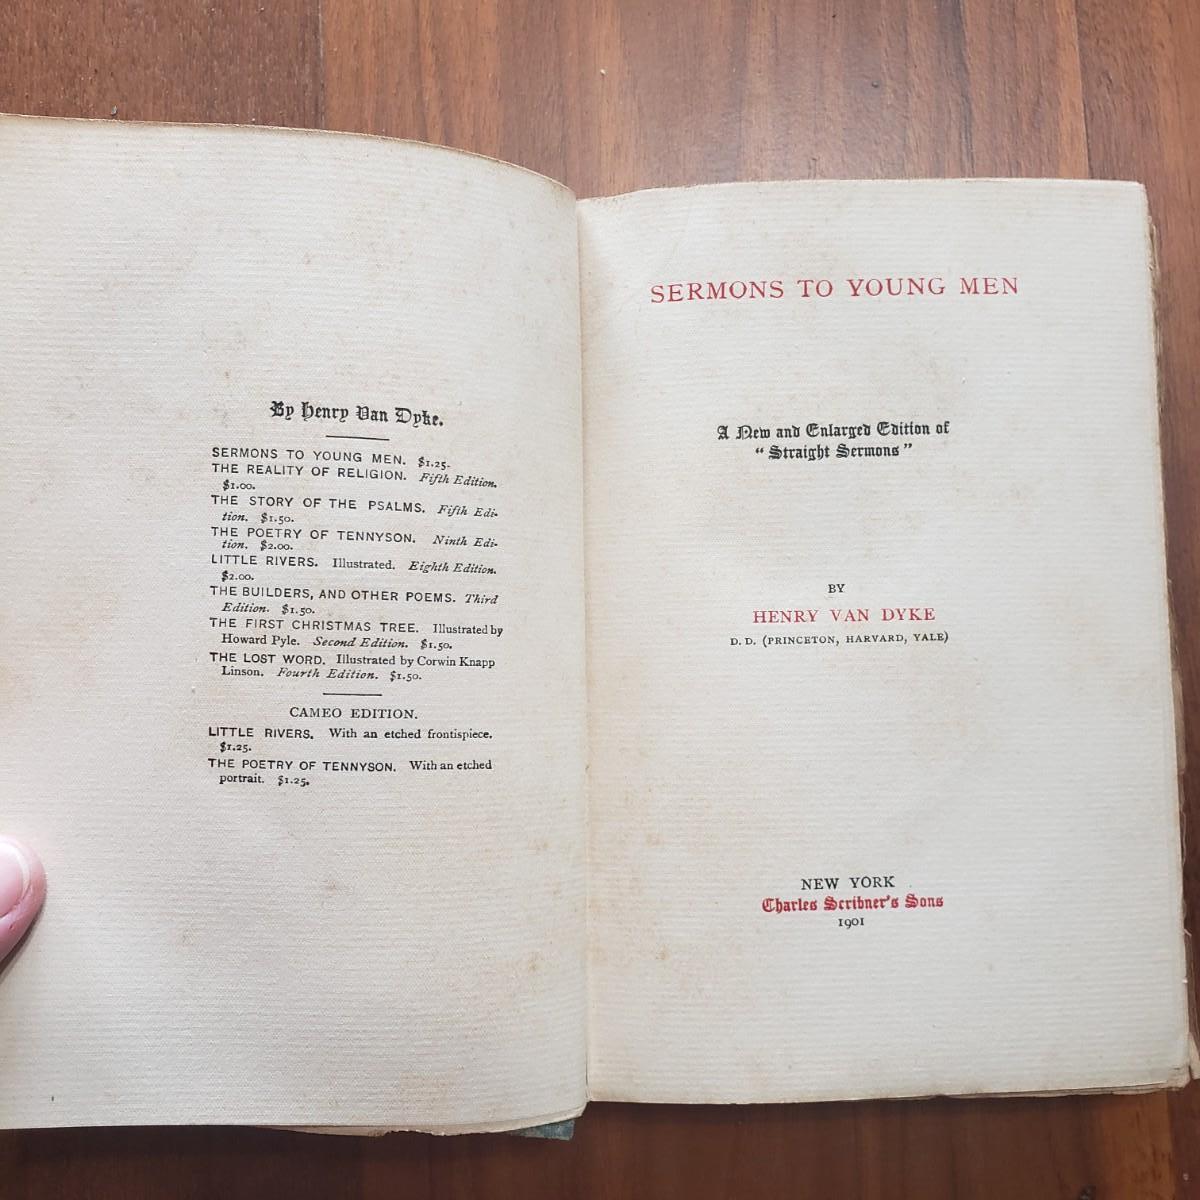 By Henry Van Dyke.
SERMONS TO YOUNG MEN. $1.25.
THE REALITY OF RELIGION. Fifth Edition.
$1.00.
THE STORY OF THE PSALMS. Fifth Edi-
tion. $1.50.
THE POETRY OF TENNYSON. Ninth Edi-
tion. $2.00.
LITTLE RIVERS. Illustrated. Eighth Edition.
$2.00.
THE BUILDERS, AND OTHER POEMS. Third
Edition. $1.50.
THE FIRST CHRISTMAS TREE. Illustrated by
Howard Pyle. Second Edition. $1.50.
THE LOST WORD. Illustrated by Corwin Knapp
Linson. Fourth Edition. $1.50.
CAMEO EDITION.
LITTLE RIVERS. With an etched frontispiece.
$1.25.
THE POETRY OF TENNYSON. With an etched
portrait. $1.25.
SERMONS TO YOUNG MEN
A New and Enlarged Edition of
"Straight Sermons"
BY
HENRY VAN DYKE
D. D. (PRINCETON, HARVARD, YALE)
NEW YORK
Charles Scribner's Sons
1901